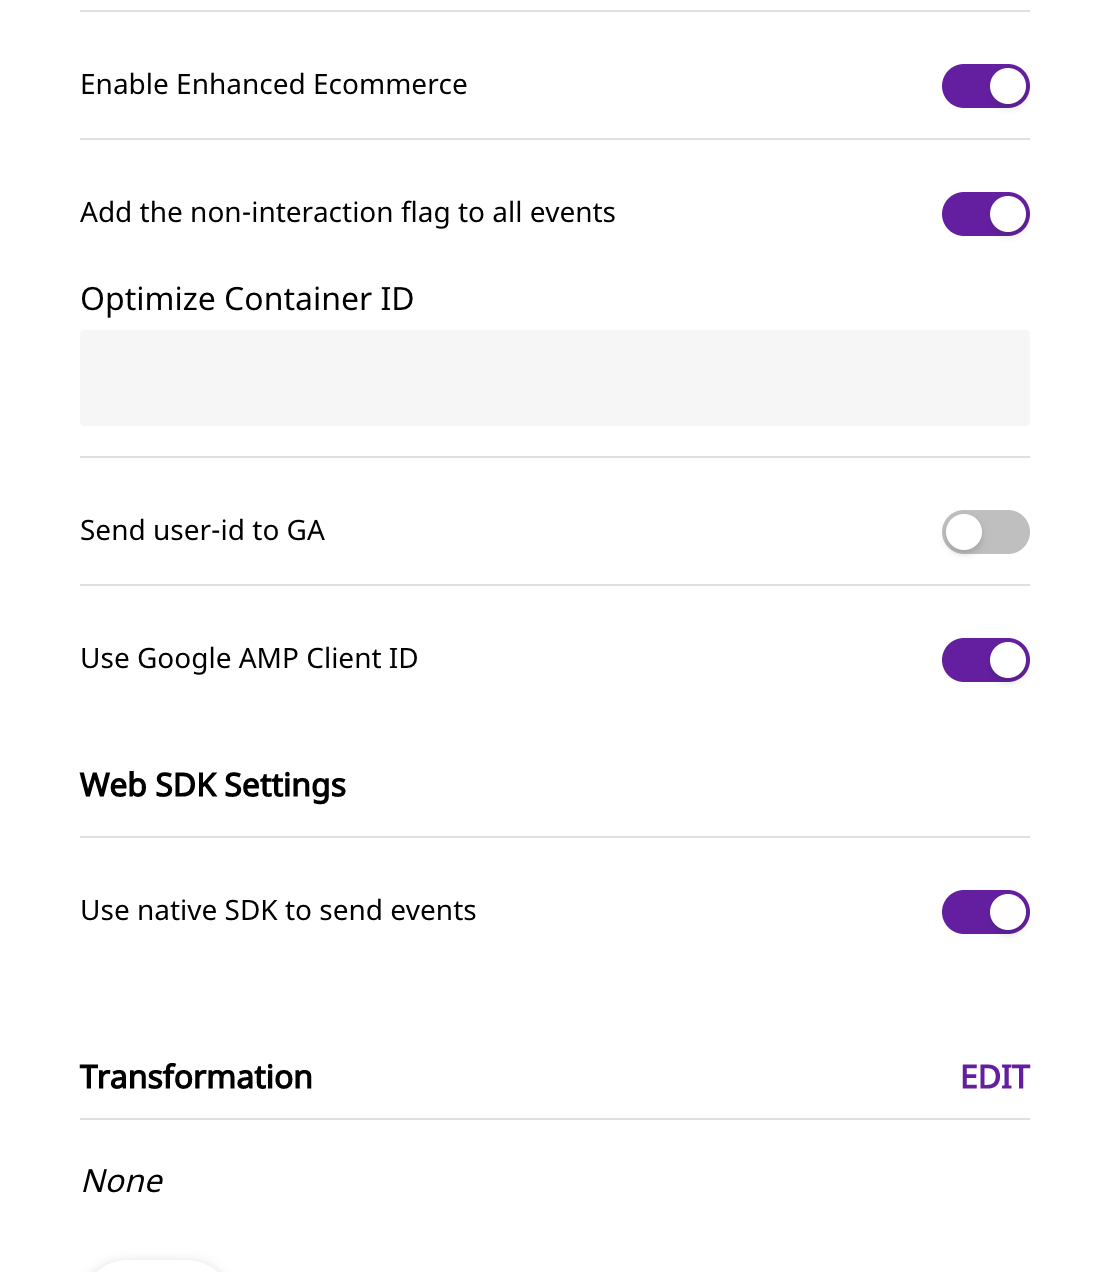 Enable Enhanced Ecommerce
Add the non-interaction flag to all events
Optimize Container ID
Send user-id to GA
Use Google AMP Client ID
Web SDK Settings
Use native SDK to send events
Transformation EDIT
None